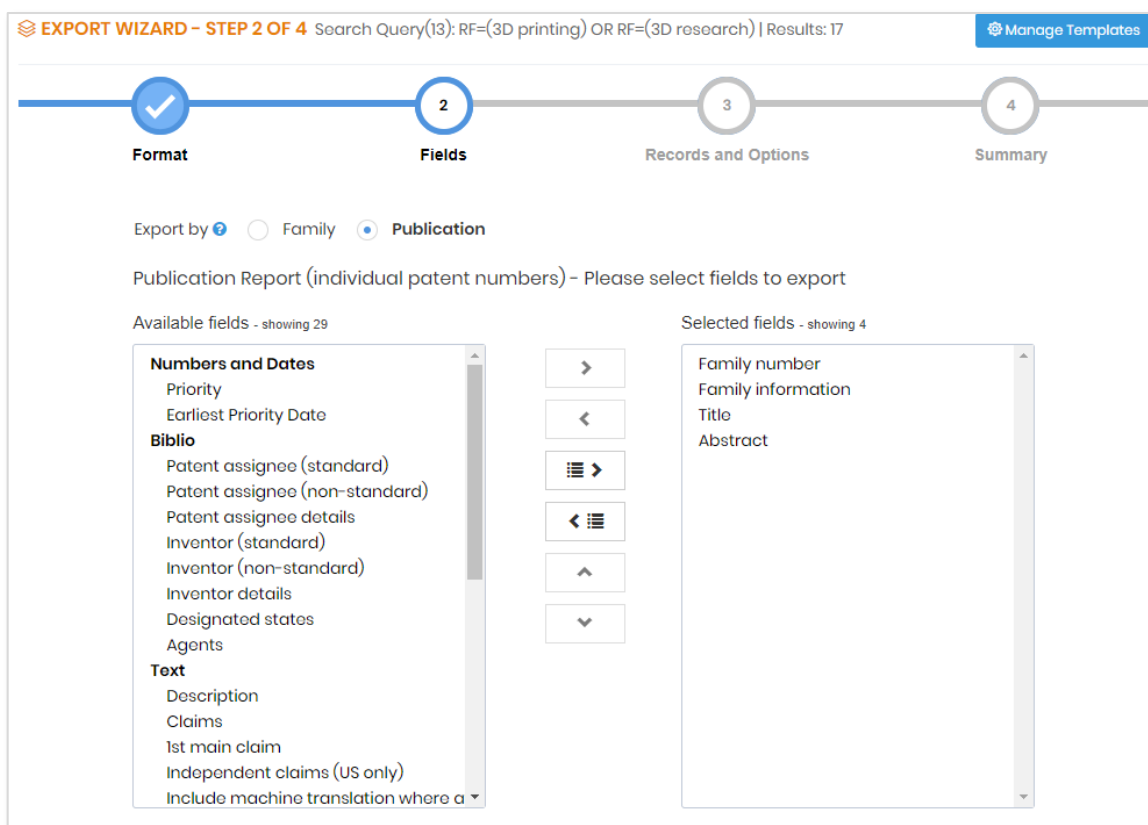 EXPORT WIZARD - STEP 2 OF 4 Search Query(13): RF=(3D printing) OR RF=(3D research) | Results: 17
Manage Templates
2
3
4
Format
Fields
Records and Options
Summary
Export by ? Family Publication
Publication Report (individual patent numbers) - Please select fields to export
Available fields - showing 29
Selected fields - showing 4
Numbers and Dates
Priority
Earliest Priority Date
Biblio
Patent assignee (standard)
Patent assignee (non-standard)
Patent assignee details
Inventor (standard)
Inventor (non-standard)
Inventor details
Designated states
Agents
Text
Description
Claims
1st main claim
Independent claims (US only)
Include machine translation where a
Family number
Family information
Title
Abstract